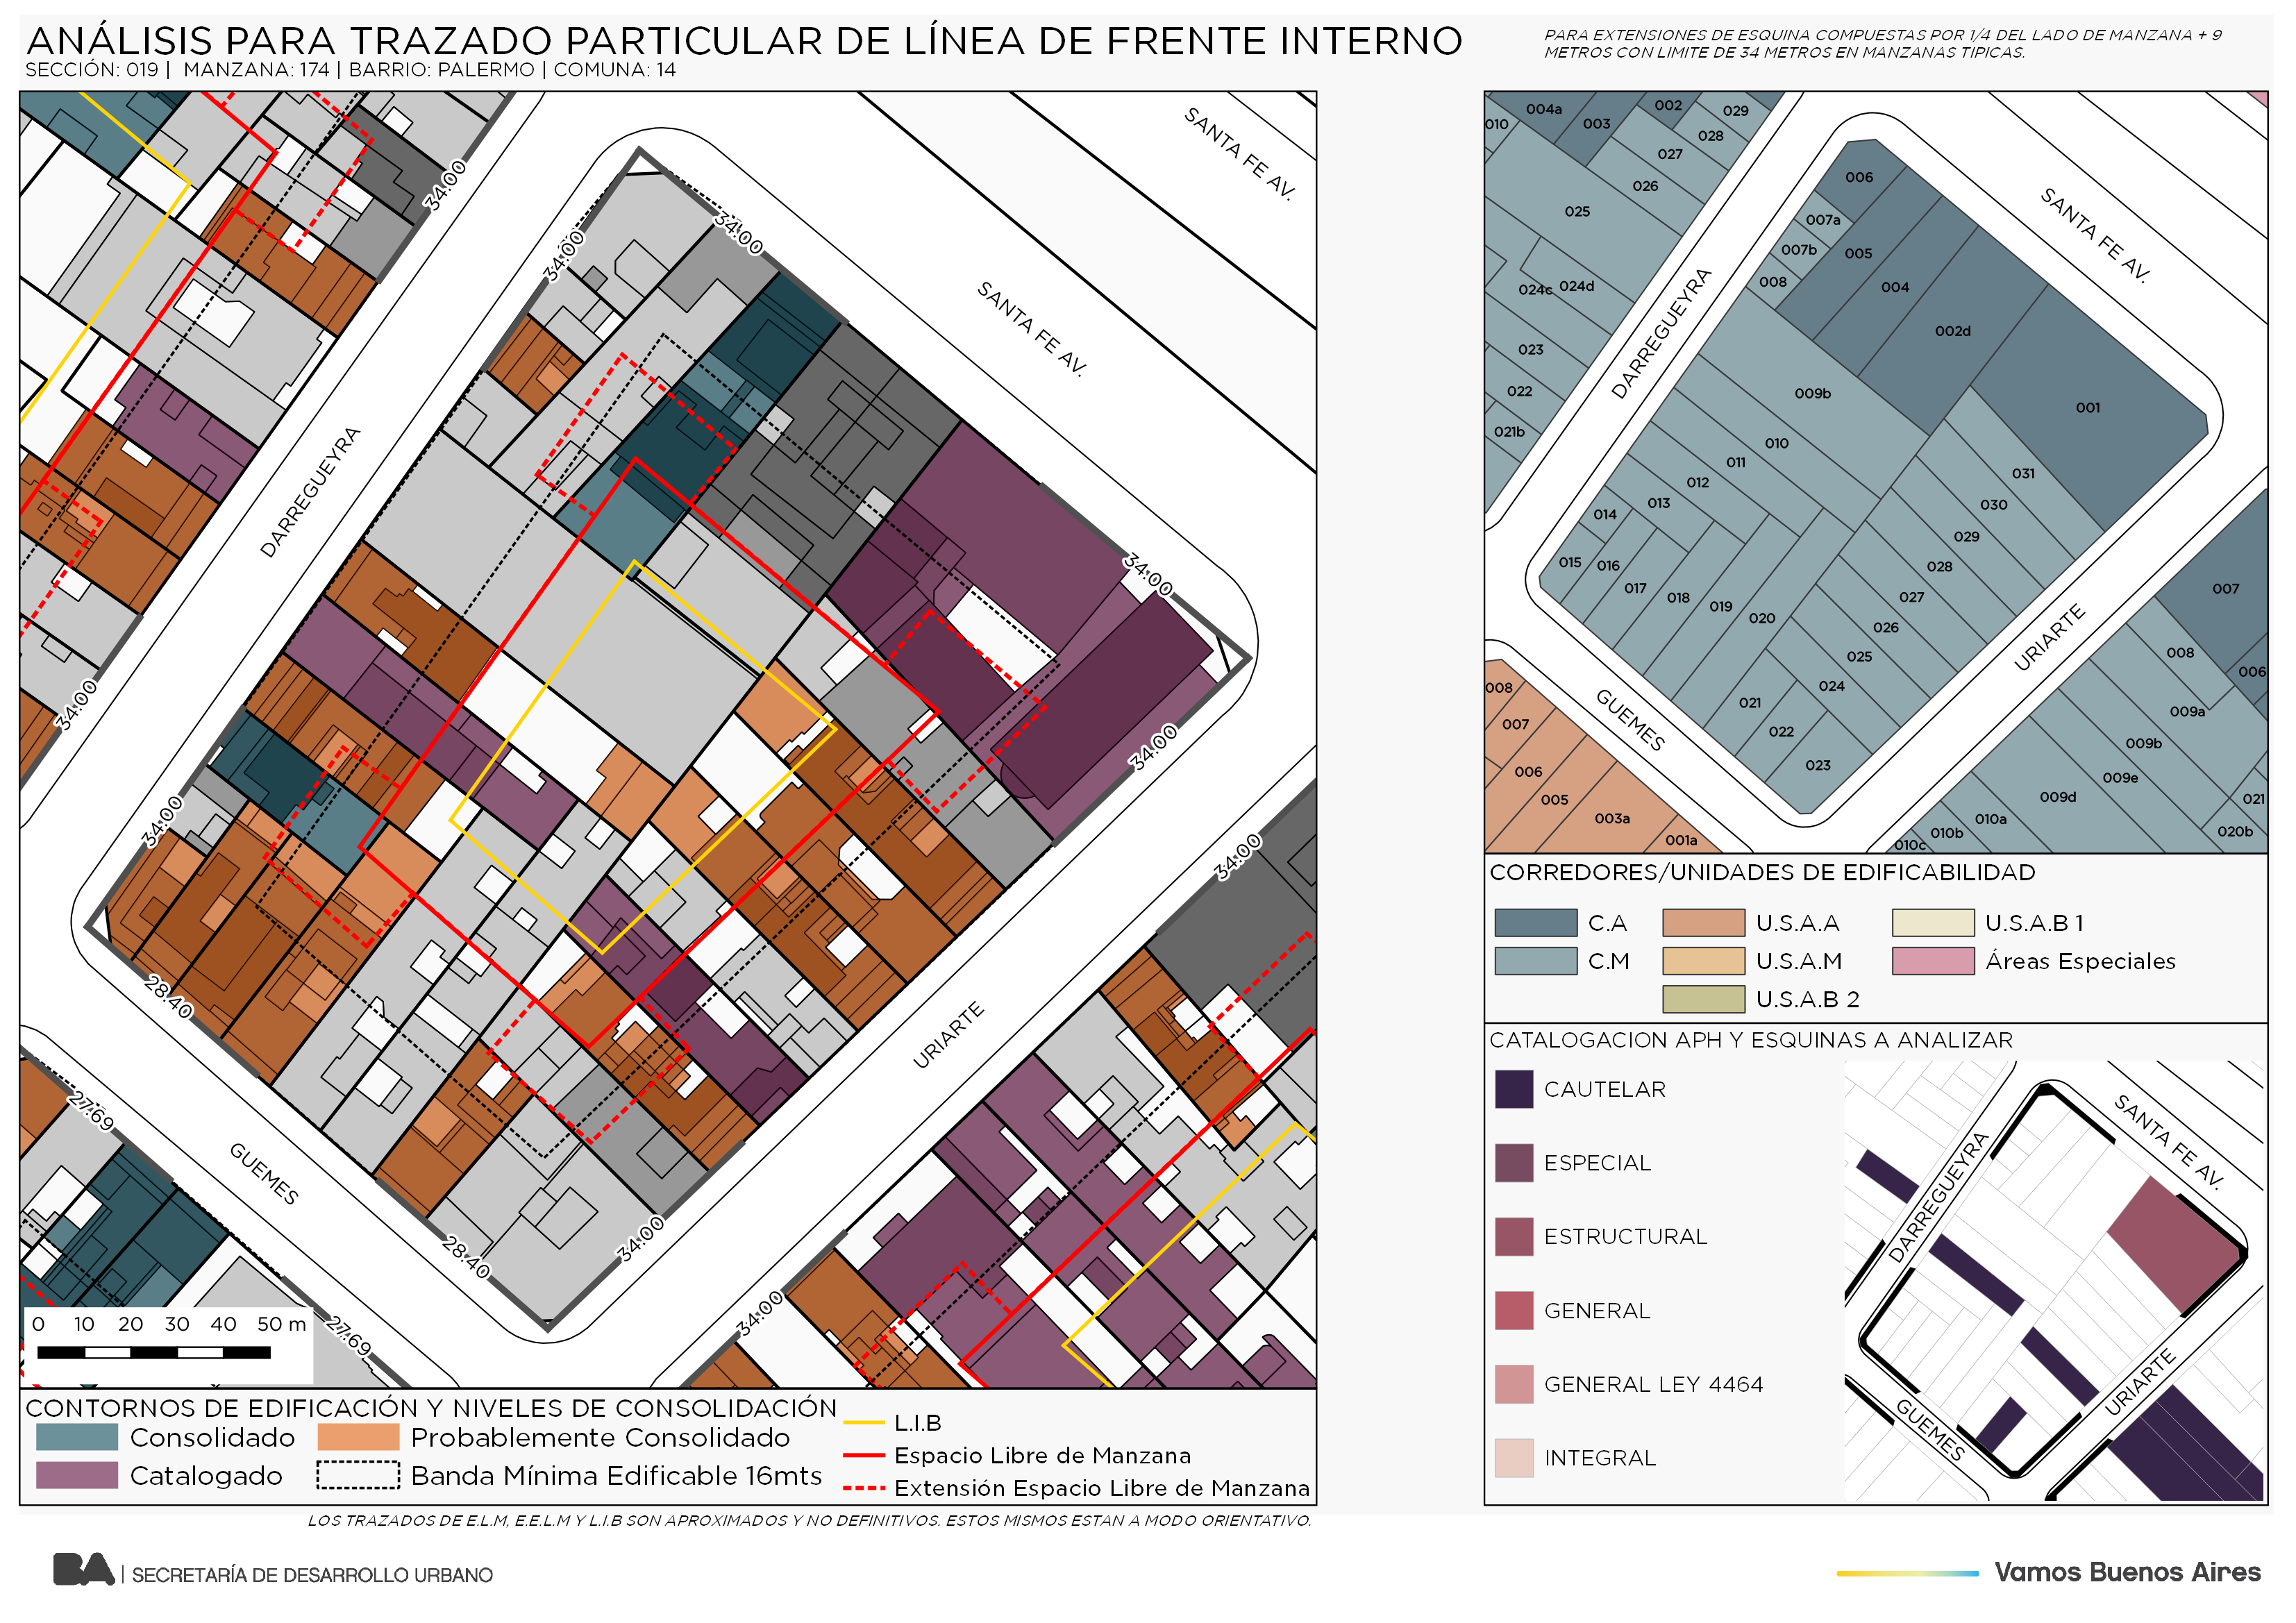 ANÁLISIS PARA TRAZADO PARTICULAR DE LÍNEA DE FRENTE INTERNO
SECCIÓN: 019 | MANZANA: 174 | BARRIO: PALERMO | COMUNA: 14
PARA EXTENSIONES DE ESQUINA COMPUESTAS POR 1/4 DEL LADO DE MANZANA + 9
METROS CON LIMITE DE 34 METROS EN MANZANAS TIPICAS.
SANTA FE AV.
SANTA FE AV.
DARREGUEYRA
URIARTE
GUEMES
34.00
34.00
34.00
34.00
34.00
34.00
34.00
34.00
34.00
34.00
28.40
28.40
27.69
27.69
0 10 20 30 40 50 m
CONTORNOS DE EDIFICACIÓN Y NIVELES DE CONSOLIDACIÓN
Consolidado
Probablemente Consolidado
Catalogado
Banda Mínima Edificable 16mts
L.I.B
Espacio Libre de Manzana
Extensión Espacio Libre de Manzana
LOS TRAZADOS DE E.L.M, E.E.L.M Y L.I.B SON APROXIMADOS Y NO DEFINITIVOS. ESTOS MISMOS ESTAN A MODO ORIENTATIVO.
004a
002
029
010
003
028
027
026
025
024c
024d
023
022
021b
006
007a
007b
005
008
004
002d
001
009b
010
011
012
013
014
015
016
017
018
019
020
031
030
029
028
027
026
025
024
021
022
023
007
008
006
009a
009b
009e
009d
021
020b
010a
010b
010c
008
007
006
005
003a
001a
SANTA FE AV.
DARREGUEYRA
URIARTE
GUEMES
CORREDORES/UNIDADES DE EDIFICABILIDAD
C.A
U.S.A.A
U.S.A.B 1
C.M
U.S.A.M
Áreas Especiales
U.S.A.B 2
CATALOGACION APH Y ESQUINAS A ANALIZAR
CAUTELAR
ESPECIAL
ESTRUCTURAL
GENERAL
GENERAL LEY 4464
INTEGRAL
SANTA FE AV.
DARREGUEYRA
URIARTE
GUEMES
BA | SECRETARÍA DE DESARROLLO URBANO
Vamos Buenos Aires